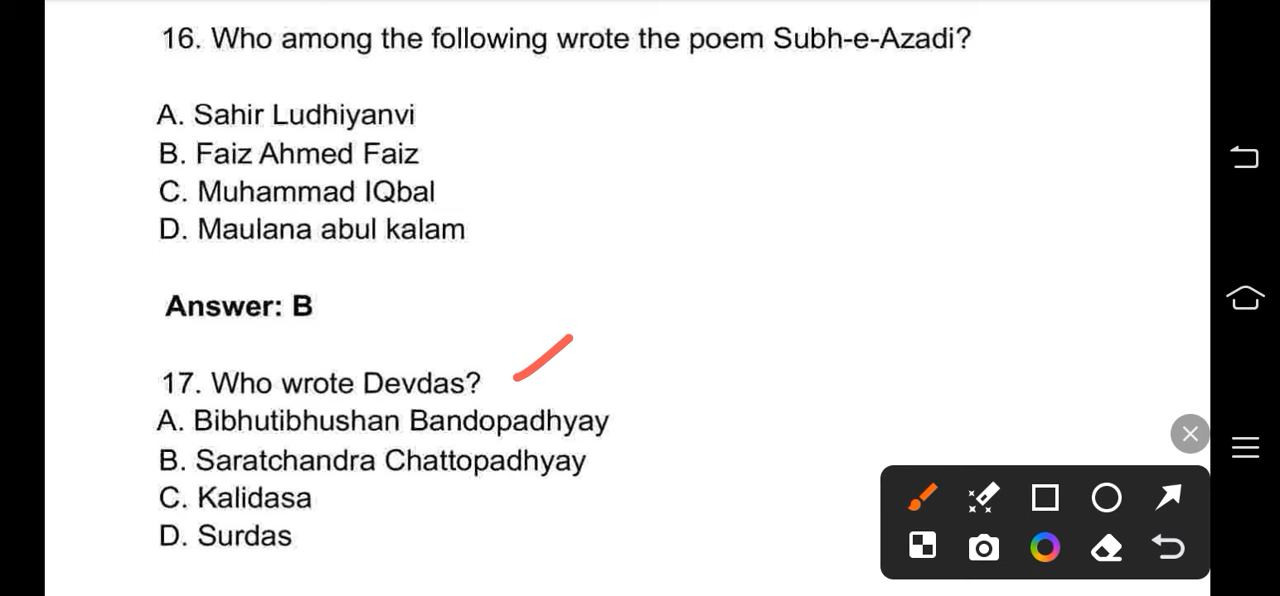 16. Who among the following wrote the poem Subh-e-Azadi?
A. Sahir Ludhiyanvi
B. Faiz Ahmed Faiz
C. Muhammad IQbal
D. Maulana abul kalam
Answer: B
17. Who wrote Devdas?
A. Bibhutibhushan Bandopadhyay
B. Saratchandra Chattopadhyay
C. Kalidasa
D. Surdas